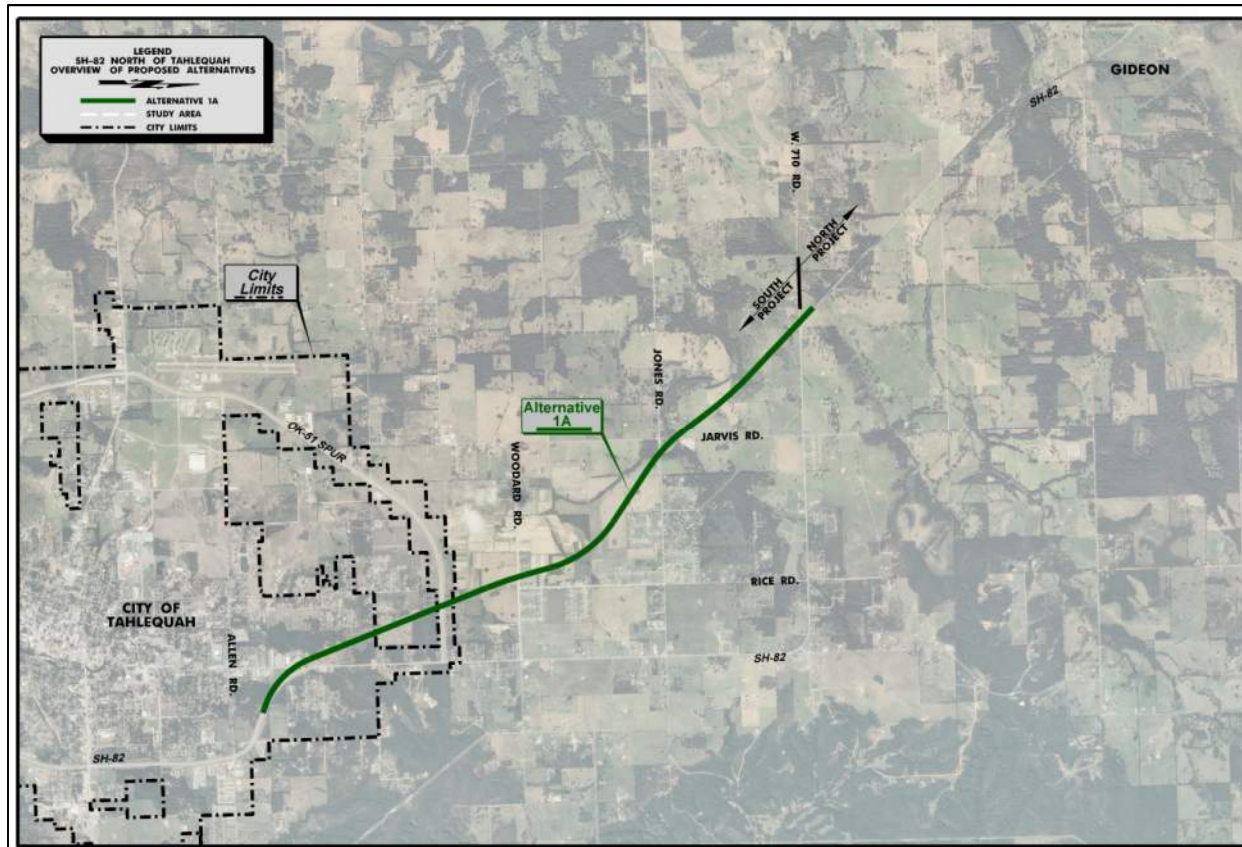 LEGEND
SH-82 NORTH OF TAHLEQUAH
OVERVIEW OF PROPOSED ALTERNATIVES
ALTERNATIVE 1A
STUDY AREA
CITY LIMITS
GIDEON
SH-82
W. 710 RD.
NORTH
PROJECT
SOUTH
PROJECT
City
Limits
JONES RD.
Alternative
1A
JARVIS RD.
OK-51 SPUR
WOODARD RD.
RICE RD.
CITY OF
TAHLEQUAH
ALLEN RD.
SH-82
SH-82